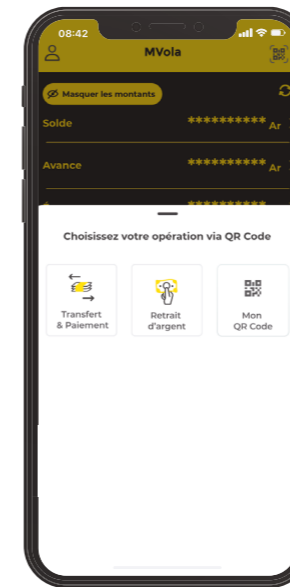 08:42
MVola
Masquer les montants
Solde ********** Ar
Avance ********** Ar
**********
Choisissez votre opération via QR Code
Transfert
& Paiement
Retrait
d'argent
Mon
QR Code